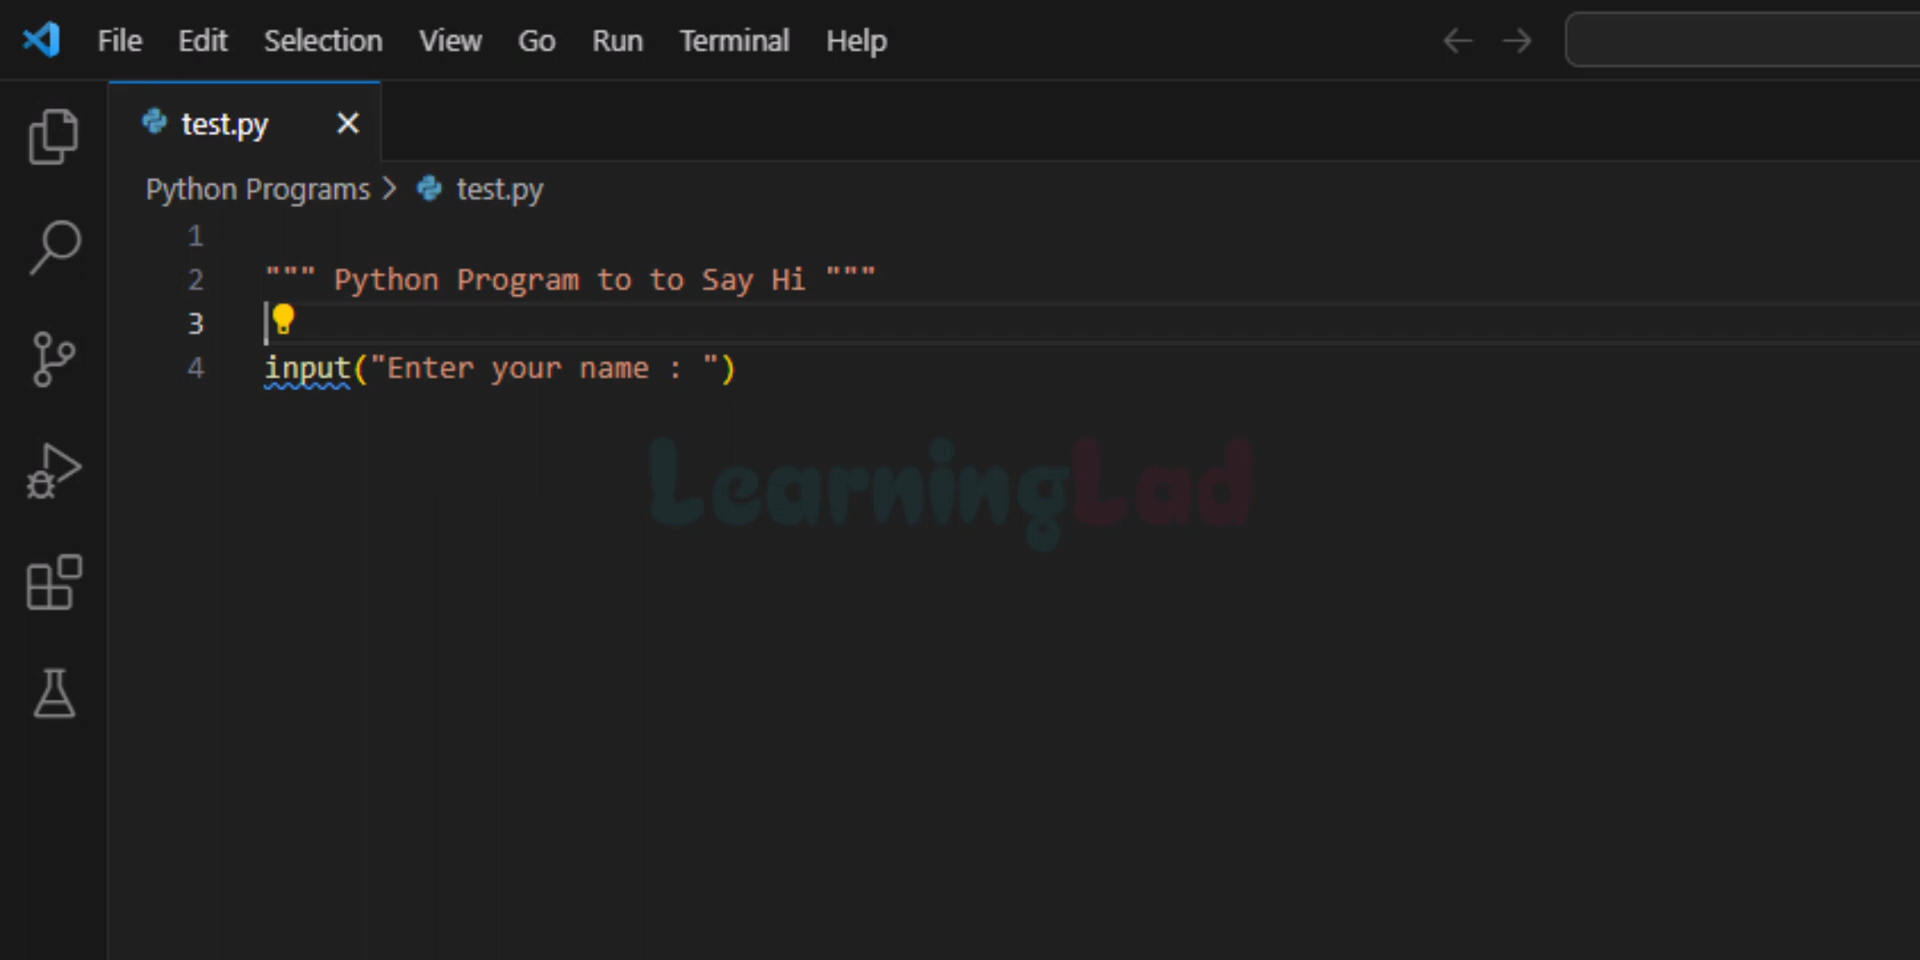 File Edit Selection View Go Run Terminal Help
test.py
Python Programs > test.py
1
2 """ Python Program to to Say Hi """
3
4 input("Enter your name : ")
LearningLad